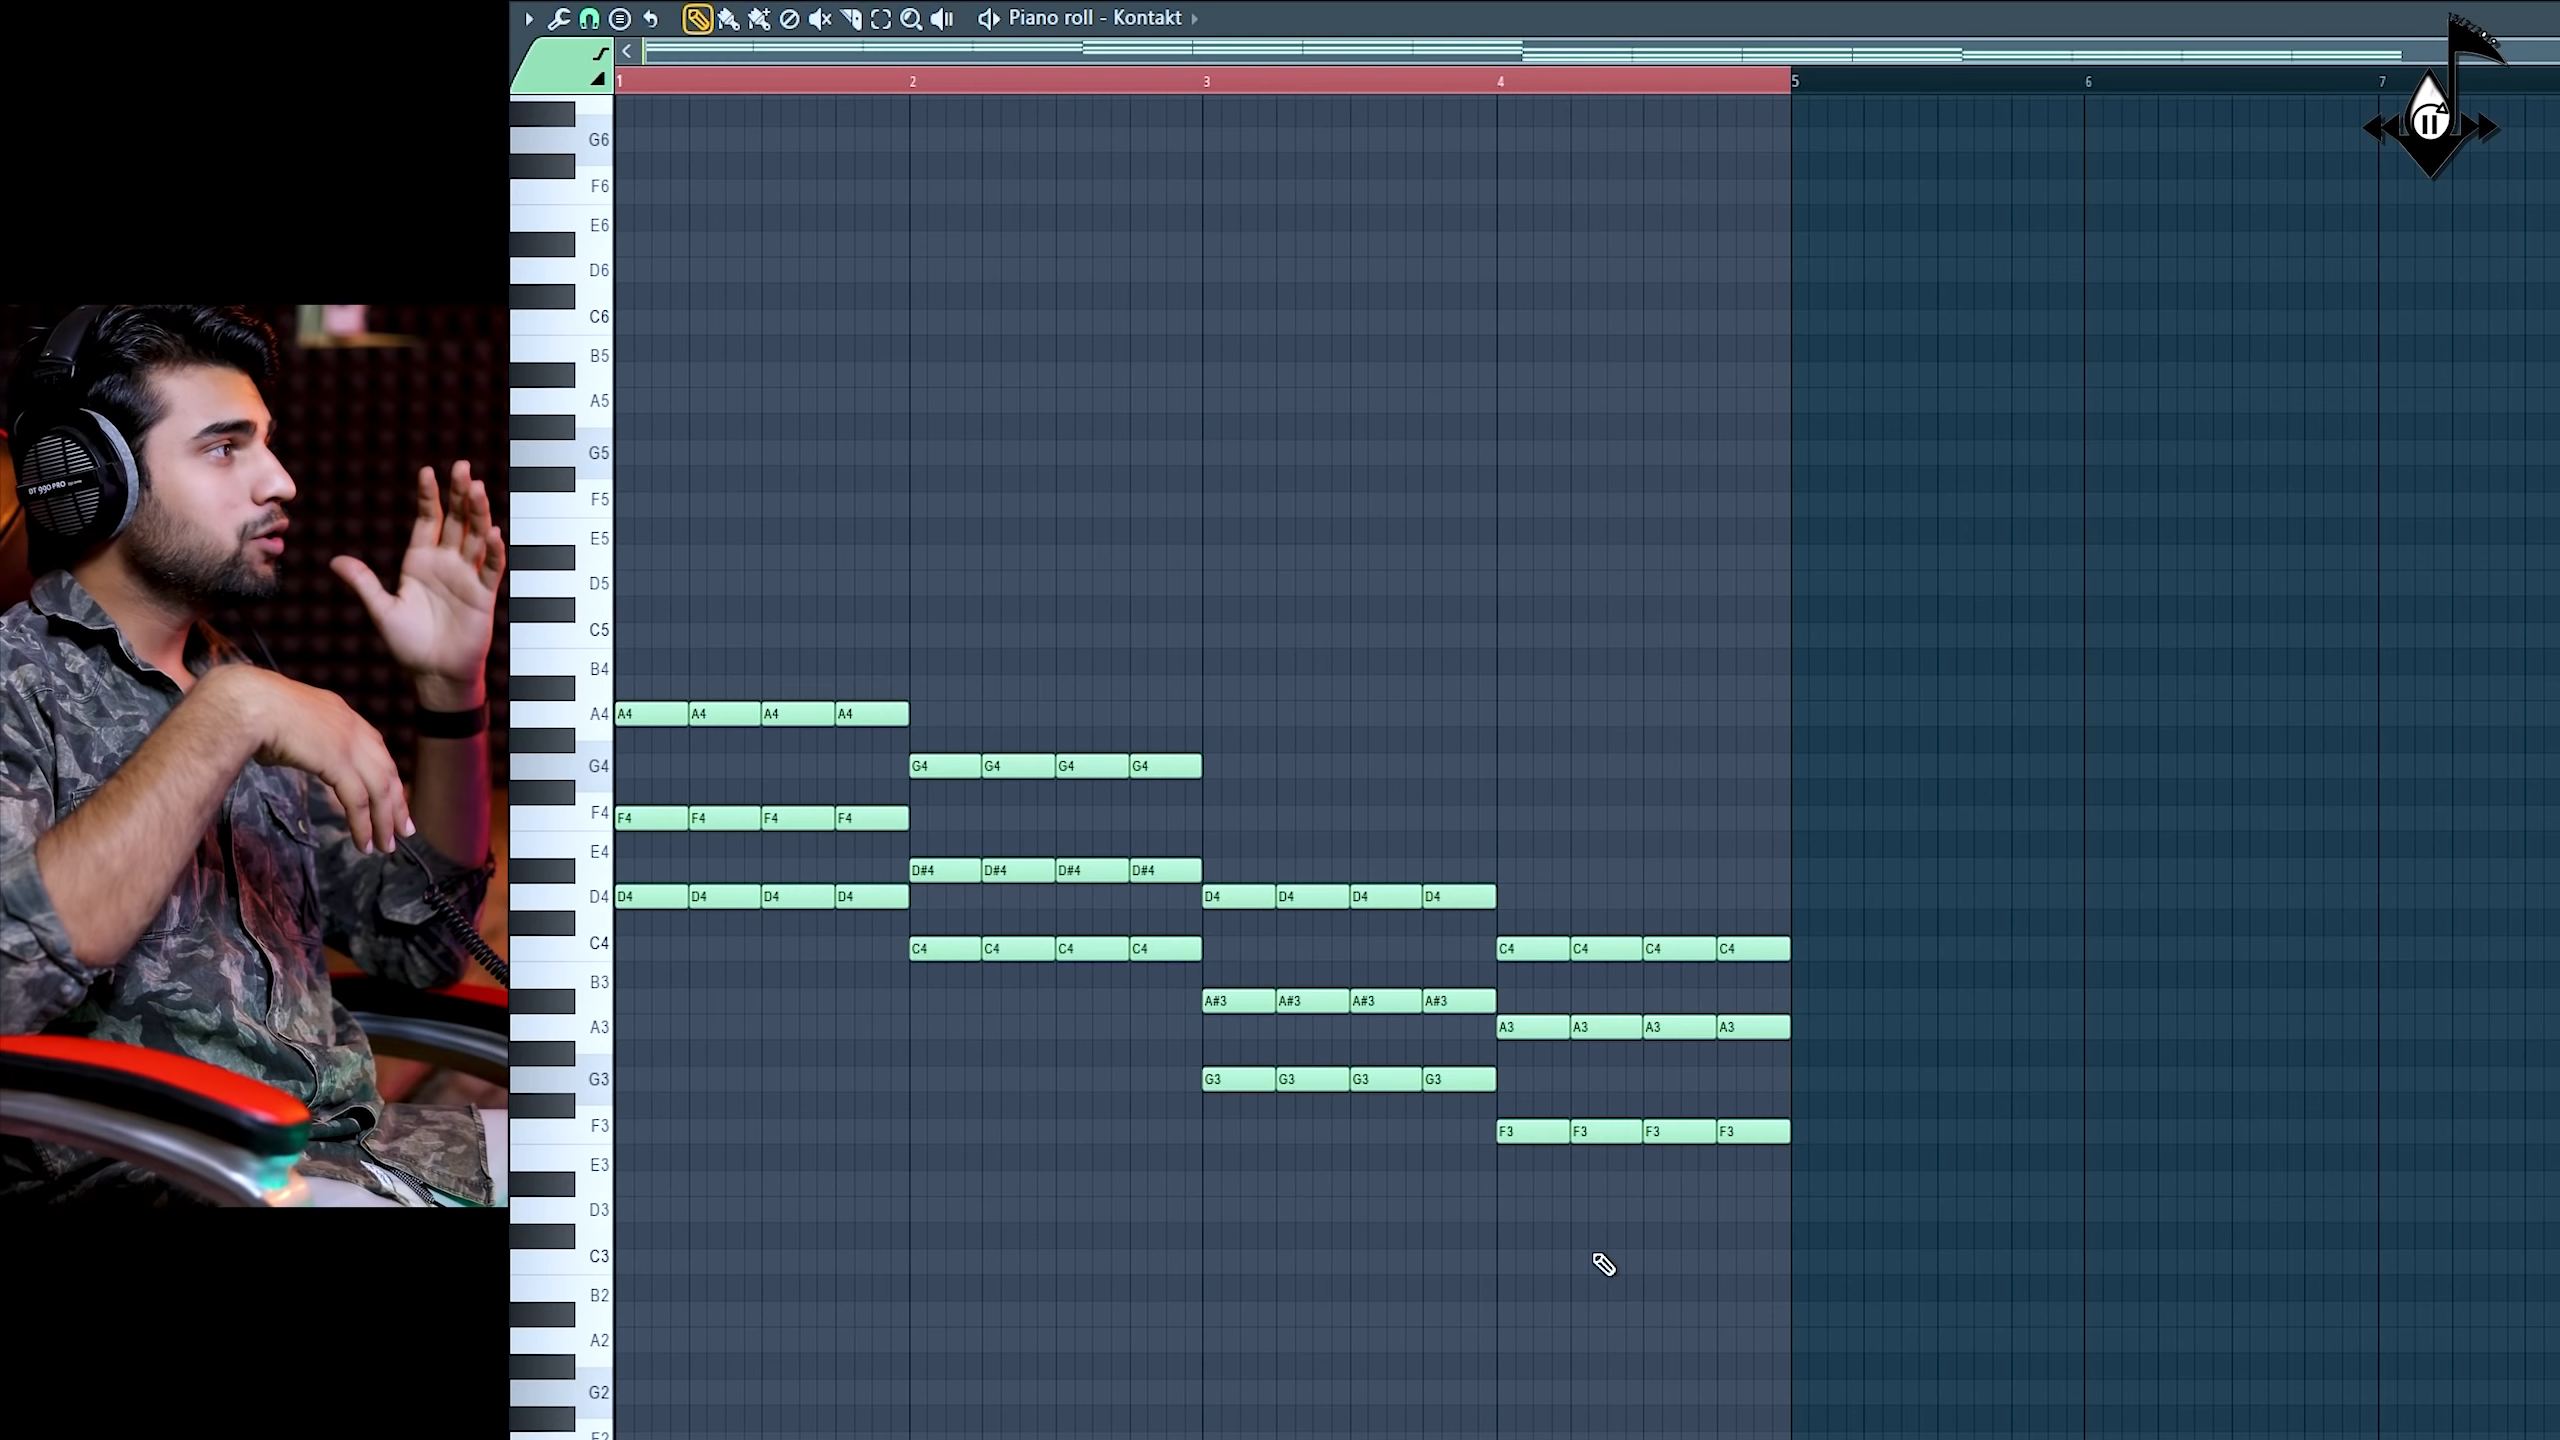 Piano roll - Kontakt
1 2 3 4 5 6 7
G6
F6
E6
D6
C6
B5
A5
G5
F5
E5
D5
C5
B4
A4 A4 A4 A4 A4
G4 G4 G4 G4 G4
F4 F4 F4 F4 F4
E4
D#4 D#4 D#4 D#4
D4 D4 D4 D4 D4 D4 D4 D4 D4
C4 C4 C4 C4 C4 C4 C4 C4 C4
B3
A#3 A#3 A#3 A#3
A3 A3 A3 A3 A3
G3 G3 G3 G3 G3
F3 F3 F3 F3 F3
E3
D3
C3
B2
A2
G2
F2
DT 990 PRO